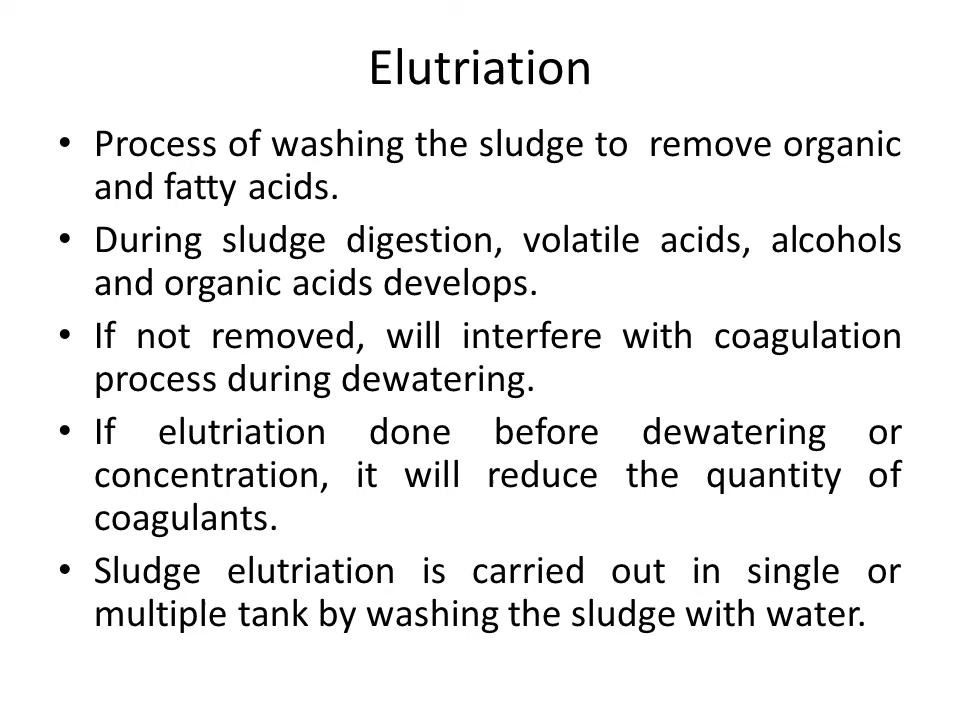 Elutriation
• Process of washing the sludge to remove organic
and fatty acids.
• During sludge digestion, volatile acids, alcohols
and organic acids develops.
• If not removed, will interfere with coagulation
process during dewatering.
• If elutriation done before dewatering or
concentration, it will reduce the quantity of
coagulants.
• Sludge elutriation is carried out in single or
multiple tank by washing the sludge with water.